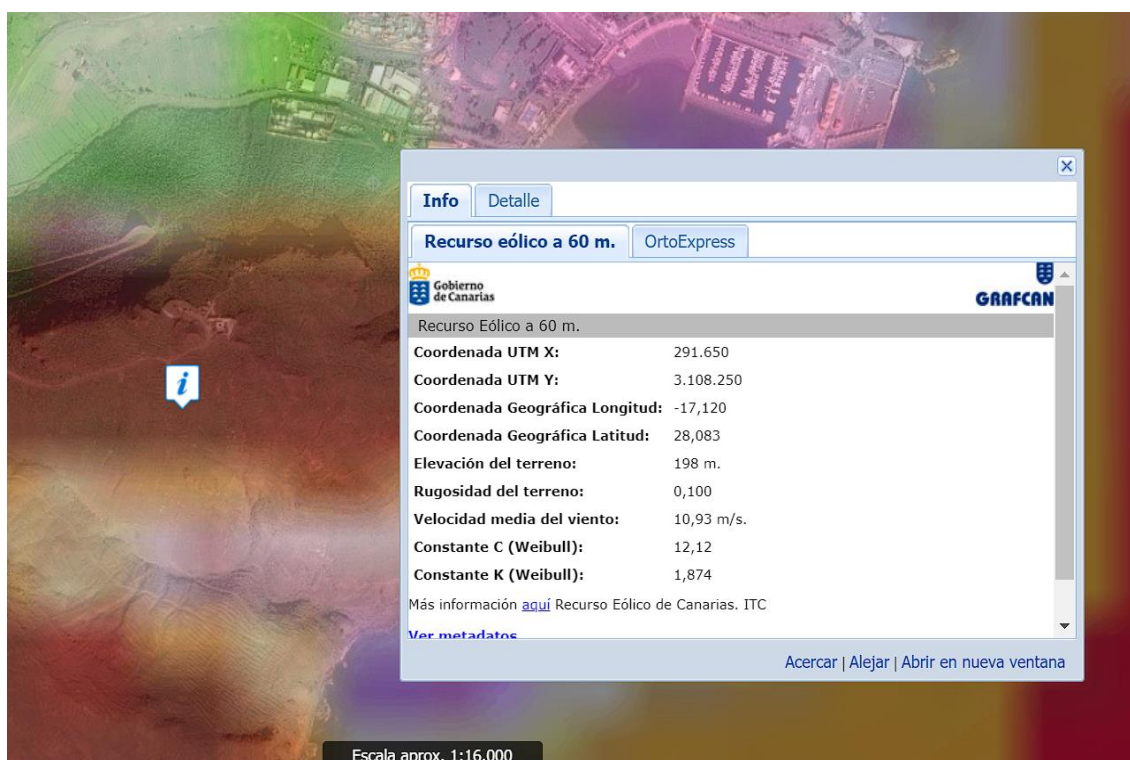 Info Detalle
Recurso eólico a 60 m. OrtoExpress
Gobierno
de Canarias
GRAFCAN
Recurso Eólico a 60 m.
Coordenada UTM X: 291.650
Coordenada UTM Y: 3.108.250
Coordenada Geográfica Longitud: -17,120
Coordenada Geográfica Latitud: 28,083
Elevación del terreno: 198 m.
Rugosidad del terreno: 0,100
Velocidad media del viento: 10,93 m/s.
Constante C (Weibull): 12,12
Constante K (Weibull): 1,874
Más información aquí Recurso Eólico de Canarias. ITC
Ver metadatos
Acercar | Alejar | Abrir en nueva ventana
Escala aprox. 1:16.000